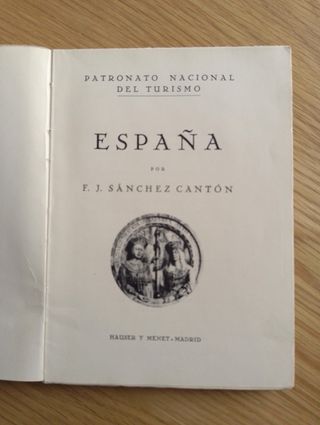 PATRONATO NACIONAL
DEL TURISMO
ESPAÑA
POR
F. J. SÁNCHEZ CANTÓN
HAUSER Y MENET-MADRID